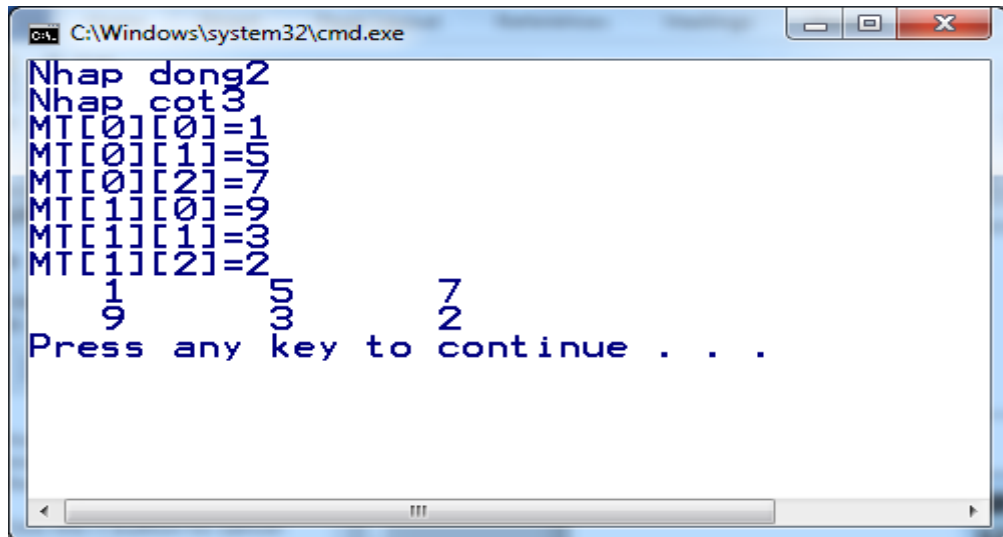 C:\Windows\system32\cmd.exe
Nhap dong2
Nhap cot3
MT[0][0]=1
MT[0][1]=5
MT[0][2]=7
MT[1][0]=9
MT[1][1]=3
MT[1][2]=2
1 5 7
9 3 2
Press any key to continue . . .